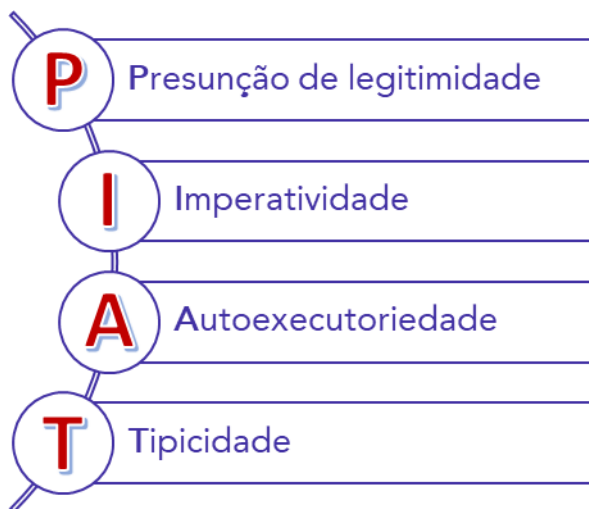 P Presunção de legitimidade
I Imperatividade
A Autoexecutoriedade
T Tipicidade